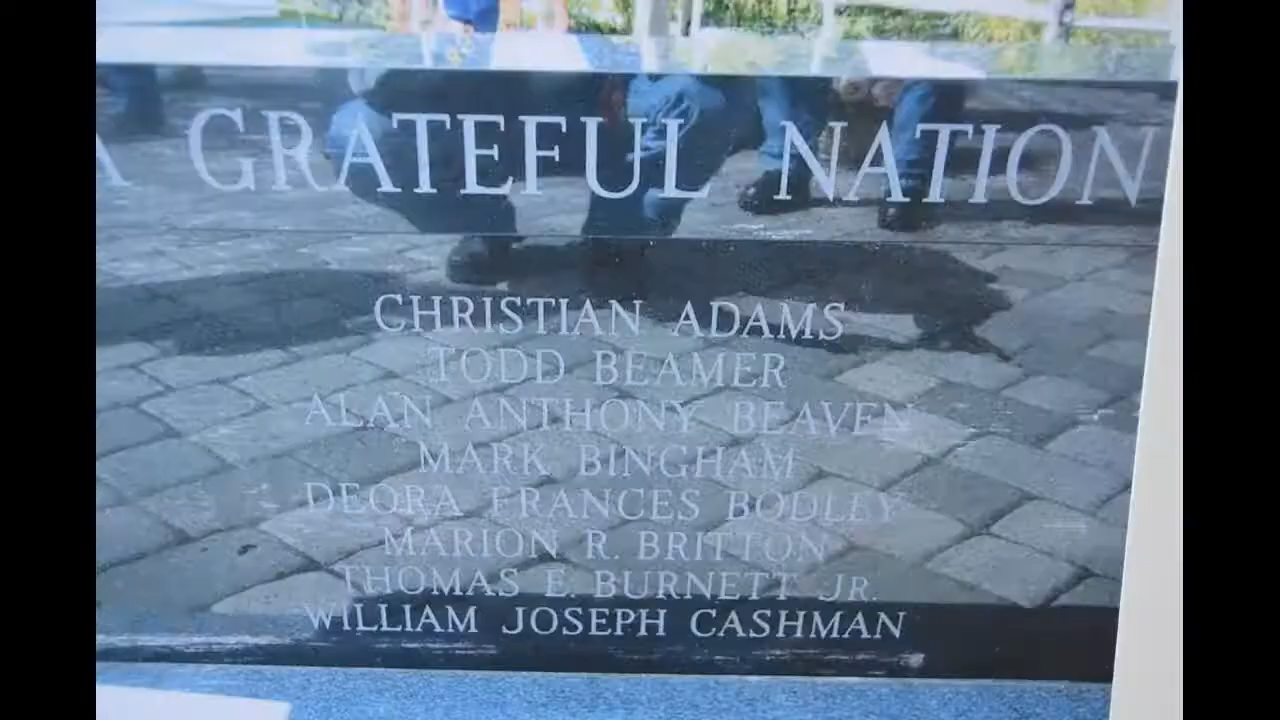 A GRATEFUL NATION
CHRISTIAN ADAMS
TODD BEAMER
ALAN ANTHONY BEAVEN
MARK BINGHAM
DEORA FRANCES BODLEY
MARION R. BRITTON
THOMAS E. BURNETT JR.
WILLIAM JOSEPH CASHMAN